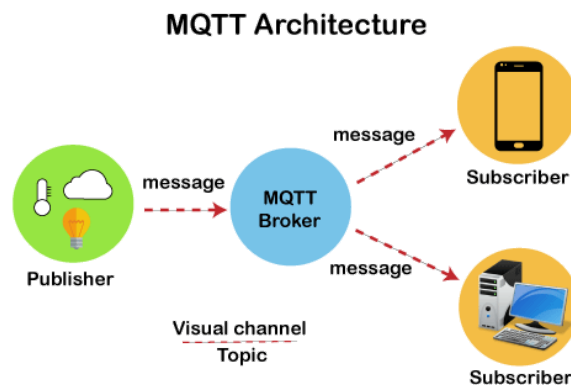 MQTT Architecture
message
Subscriber
message
MQTT
Broker
Publisher
message
Visual channel
Topic
Subscriber